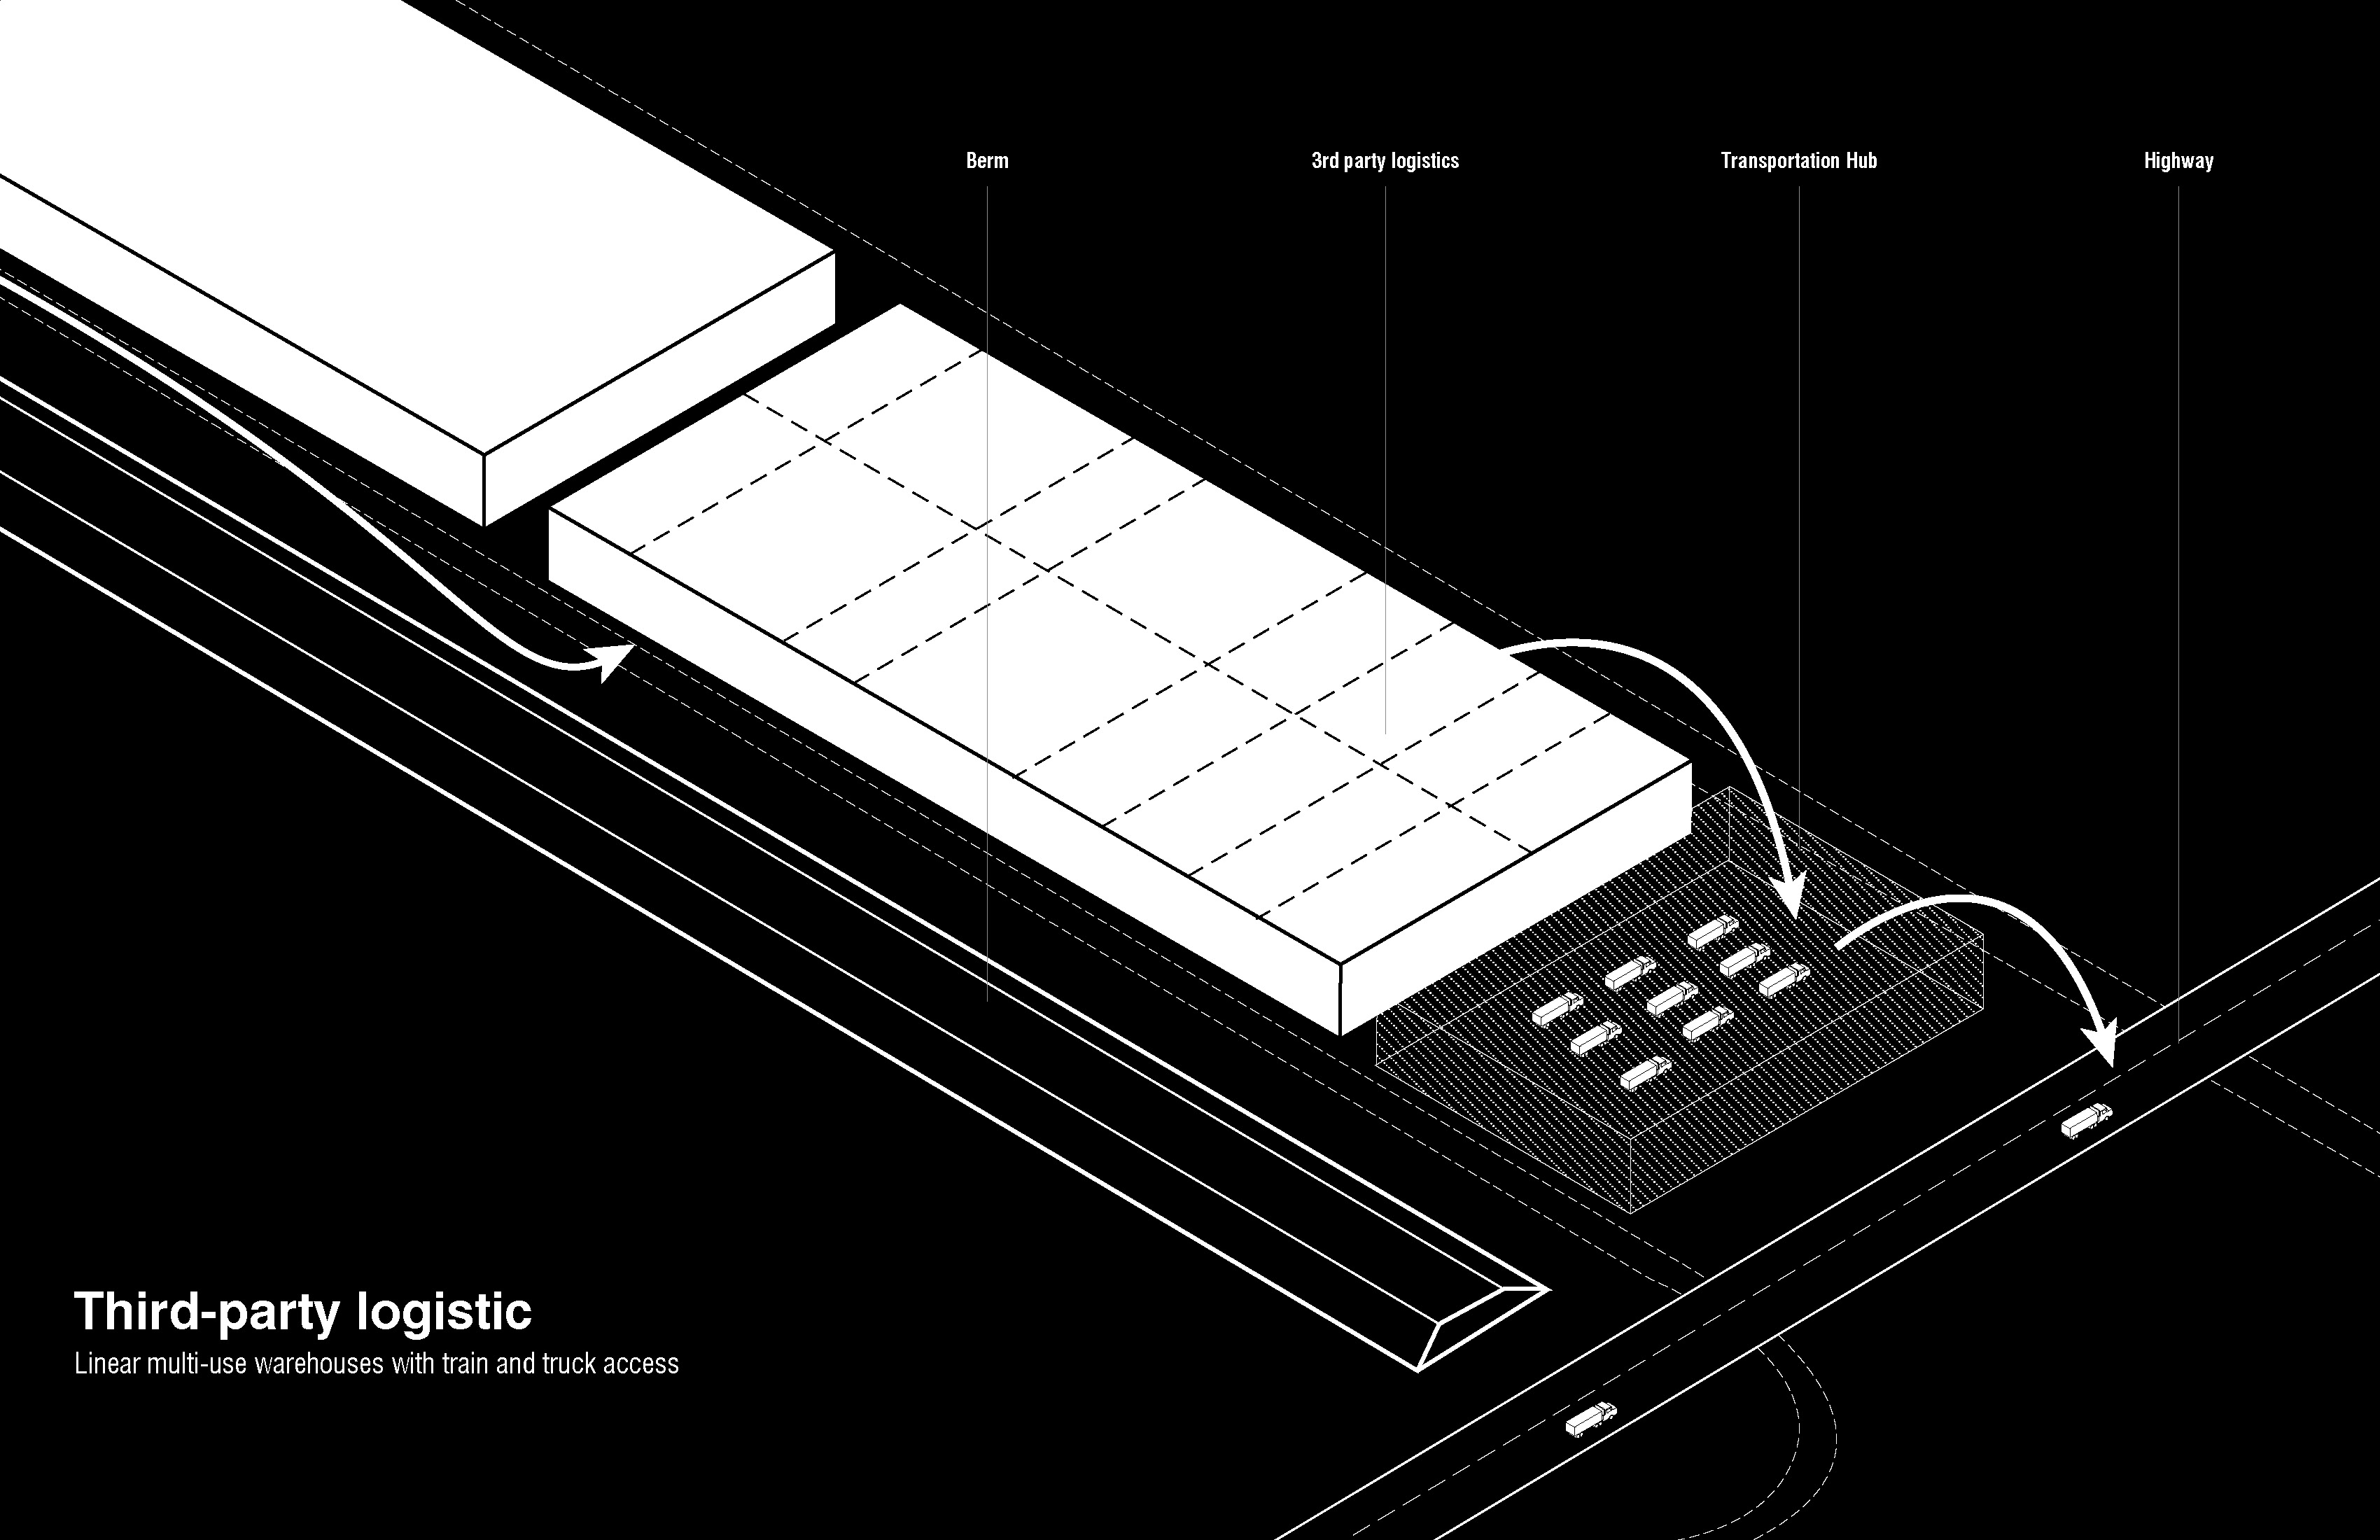 Berm
3rd party logistics
Transportation Hub
Highway
Third-party logistic
Linear multi-use warehouses with train and truck access